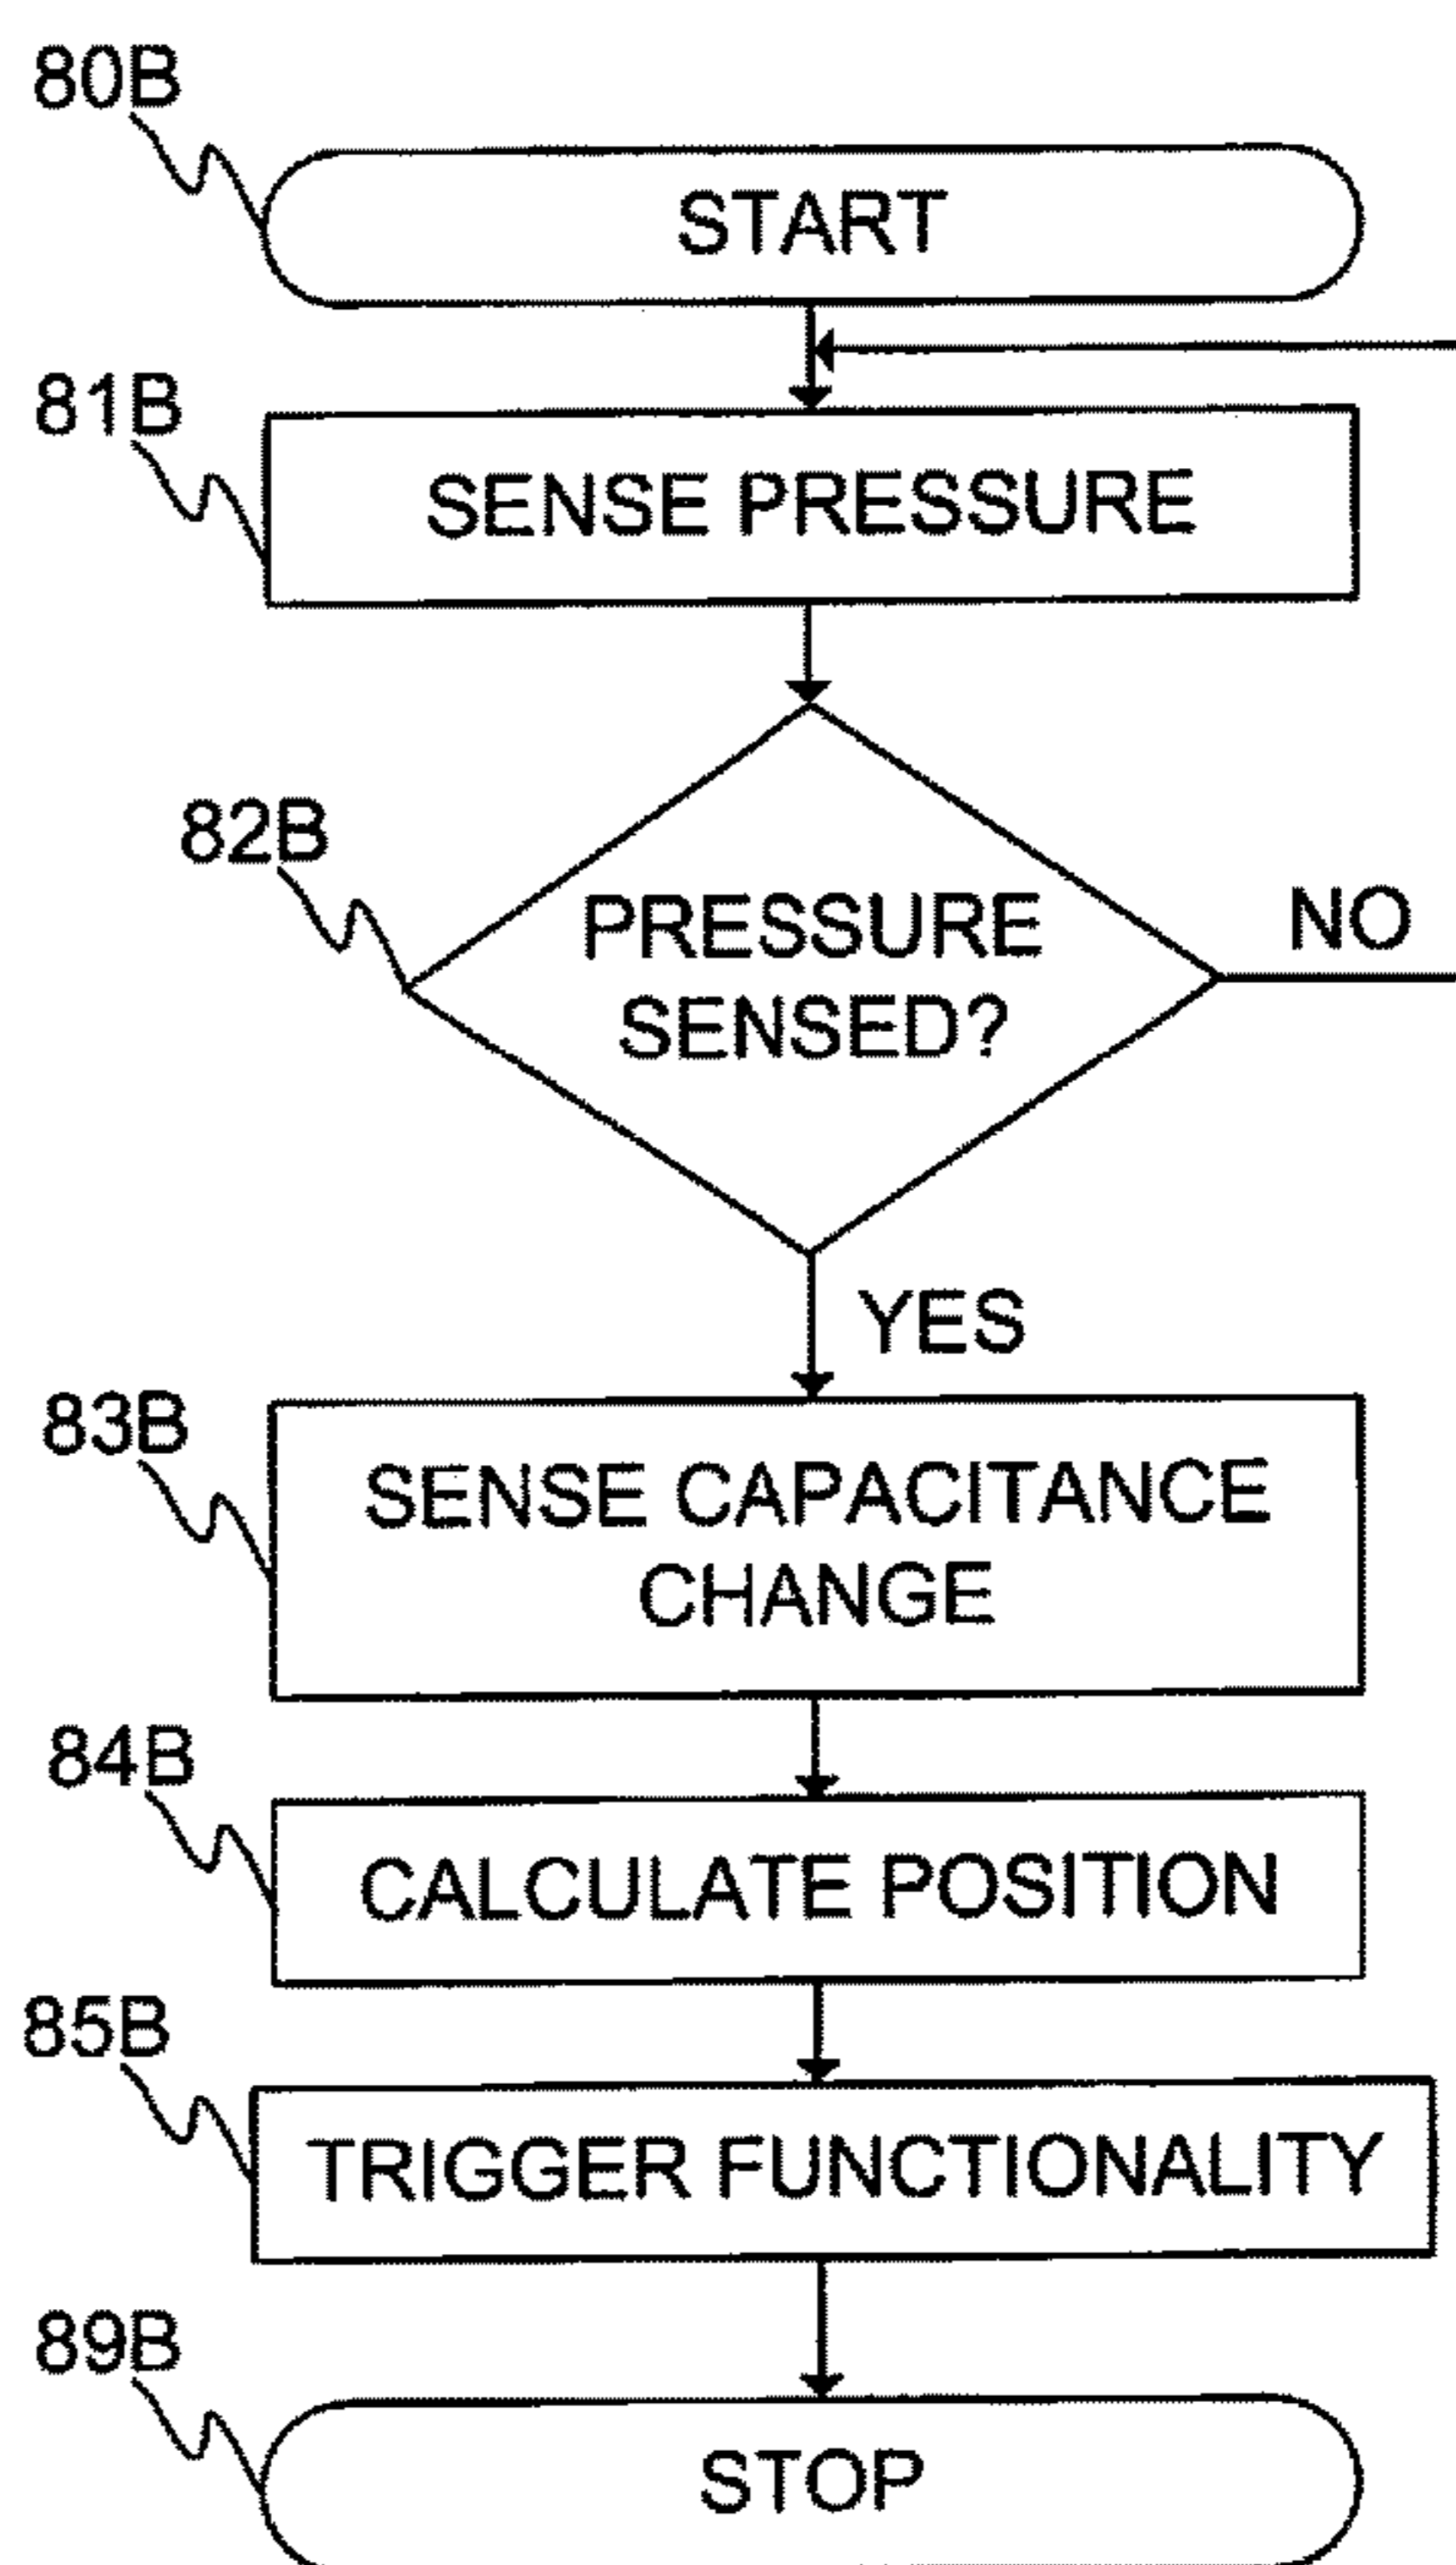 80B
START
81B
SENSE PRESSURE
82B
PRESSURE
SENSED?
NO
YES
83B
SENSE CAPACITANCE
CHANGE
84B
CALCULATE POSITION
85B
TRIGGER FUNCTIONALITY
89B
STOP